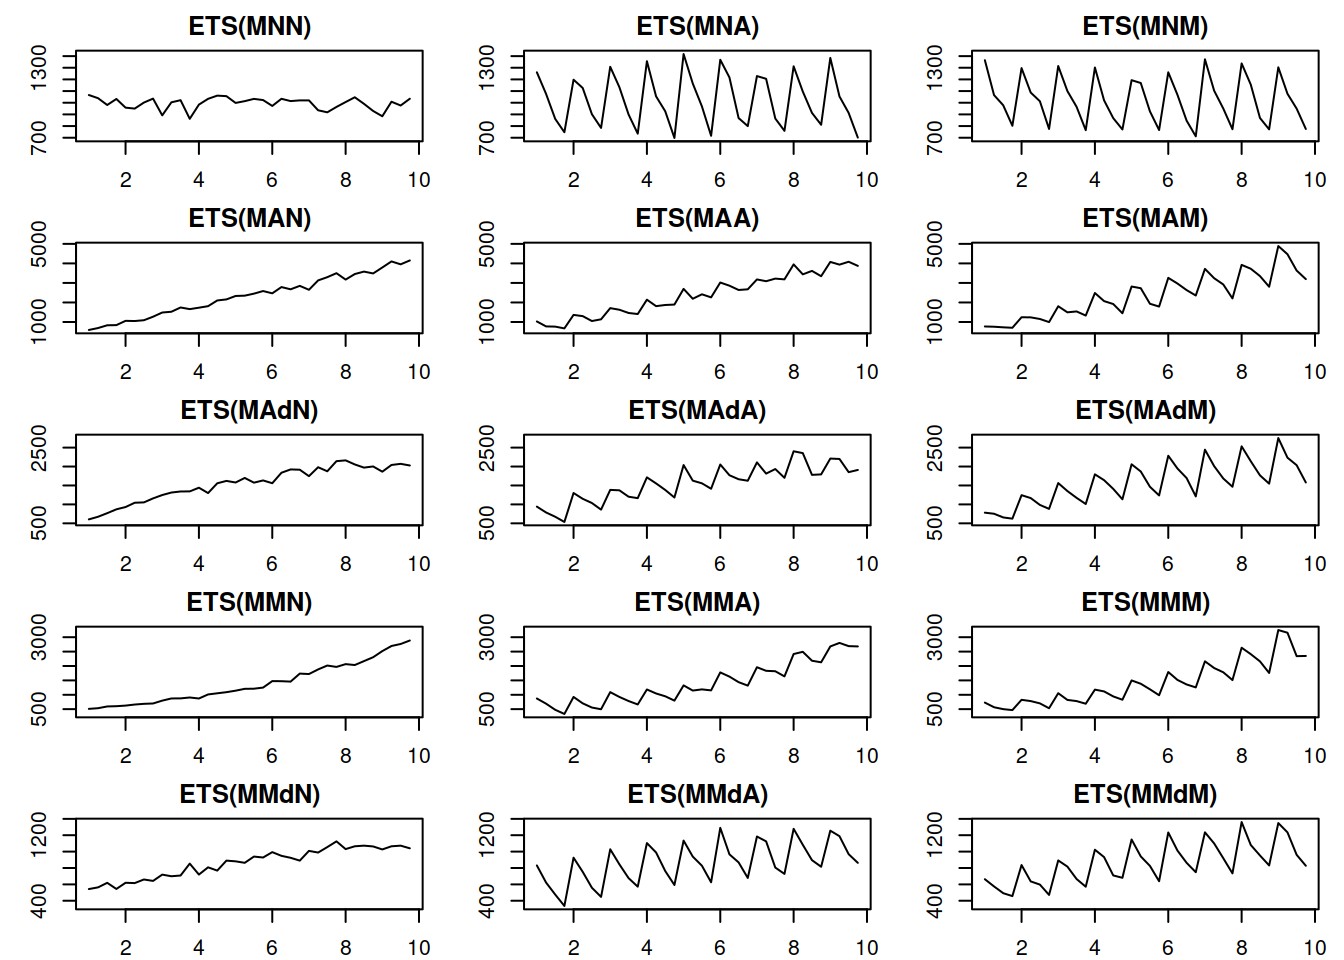 ETS(MNN) ETS(MNA) ETS(MNM)
1300 1300 1300
700 700 700
2 4 6 8 10 2 4 6 8 10 2 4 6 8 10
ETS(MAN) ETS(MAA) ETS(MAM)
5000 5000 5000
1000 1000 1000
2 4 6 8 10 2 4 6 8 10 2 4 6 8 10
ETS(MAdN) ETS(MAdA) ETS(MAdM)
2500 2500 2500
500 500 500
2 4 6 8 10 2 4 6 8 10 2 4 6 8 10
ETS(MMN) ETS(MMA) ETS(MMM)
3000 3000 3000
500 500 500
2 4 6 8 10 2 4 6 8 10 2 4 6 8 10
ETS(MMdN) ETS(MMdA) ETS(MMdM)
1200 1200 1200
400 400 400
2 4 6 8 10 2 4 6 8 10 2 4 6 8 10